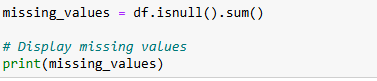 missing_values = df.isnull().sum()
# Display missing values
print(missing_values)